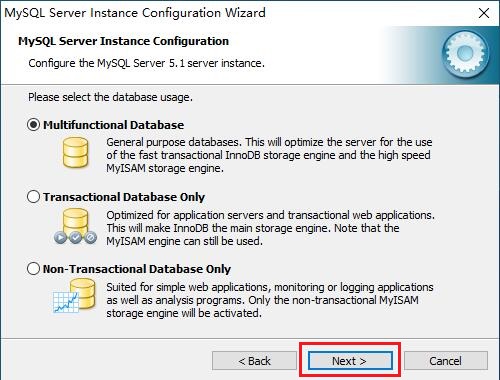 MySQL Server Instance Configuration Wizard
MySQL Server Instance Configuration
Configure the MySQL Server 5.1 server instance.
Please select the database usage.
Multifunctional Database
General purpose databases. This will optimize the server for the use
of the fast transactional InnoDB storage engine and the high speed
MyISAM storage engine.
Transactional Database Only
Optimized for application servers and transactional web applications.
This will make InnoDB the main storage engine. Note that the
MyISAM engine can still be used.
Non-Transactional Database Only
Suited for simple web applications, monitoring or logging applications
as well as analysis programs. Only the non-transactional MyISAM
storage engine will be activated.
< Back Next > Cancel